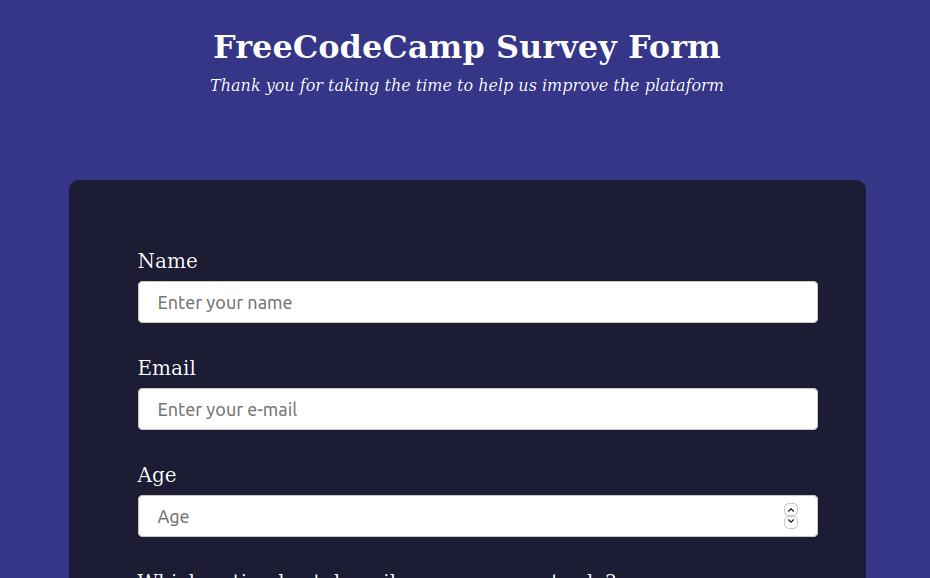 FreeCodeCamp Survey Form
Thank you for taking the time to help us improve the plataform
Name
Enter your name
Email
Enter your e-mail
Age
Age